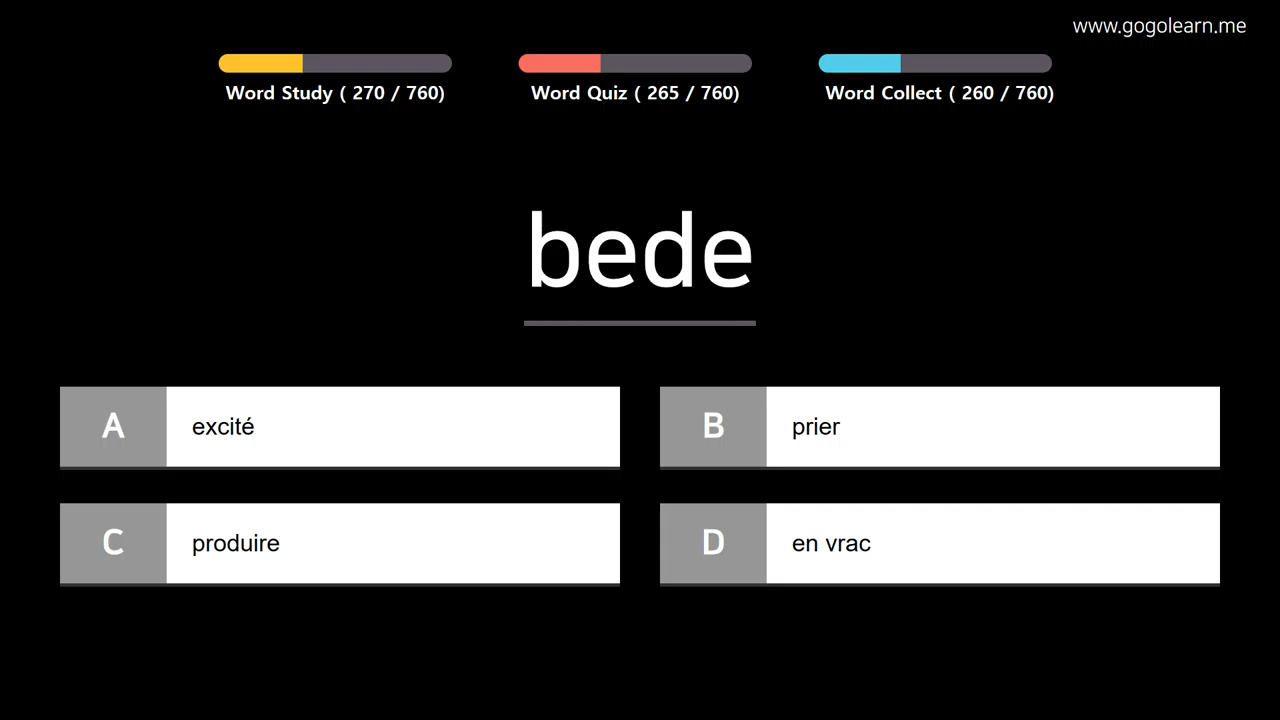 www.gogolearn.me
Word Study ( 270 / 760)
Word Quiz ( 265 / 760)
Word Collect ( 260 / 760)
bede
A excité
B prier
C produire
D en vrac